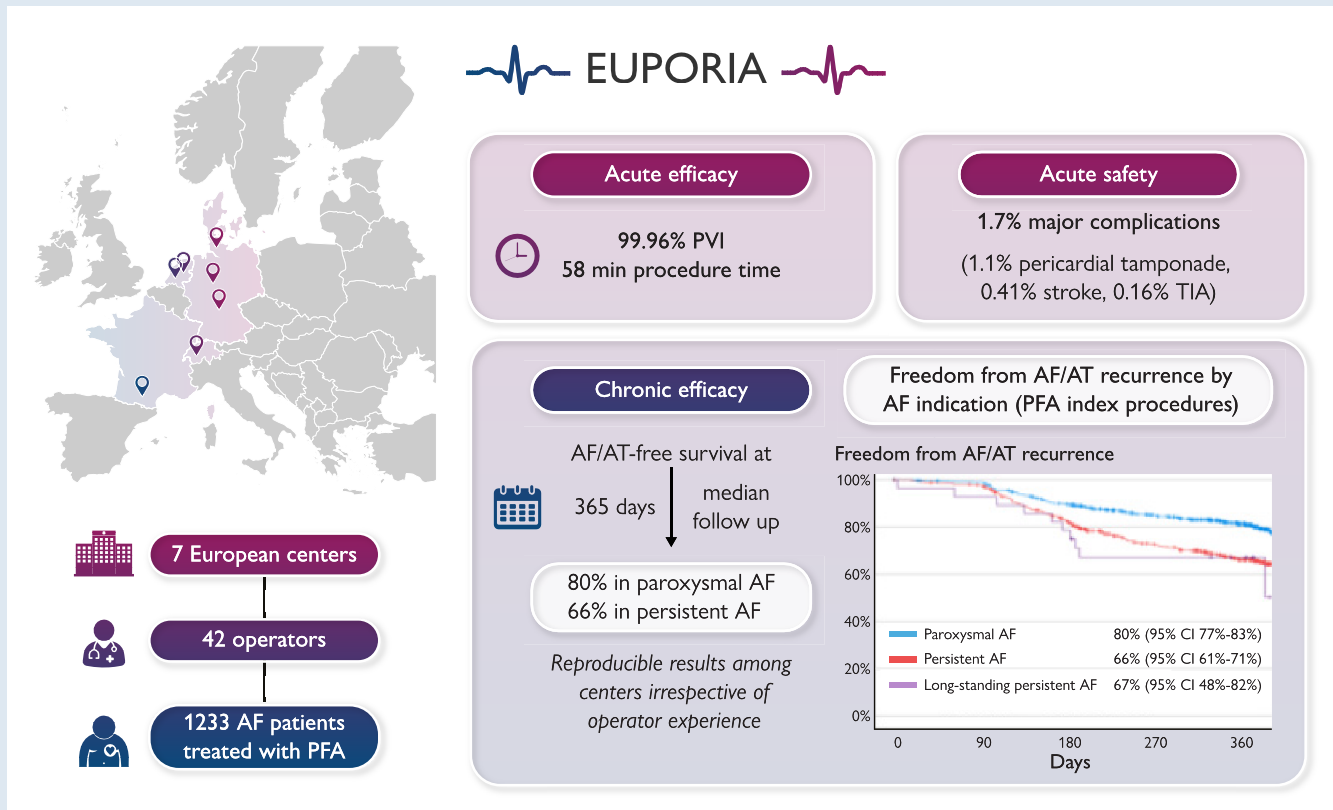 EUPORIA
Acute efficacy
99.96% PVI
58 min procedure time
Acute safety
1.7% major complications
(1.1% pericardial tamponade,
0.41% stroke, 0.16% TIA)
7 European centers
42 operators
1233 AF patients
treated with PFA
Chronic efficacy
AF/AT-free survival at
365 days
median
follow up
80% in paroxysmal AF
66% in persistent AF
Reproducible results among
centers irrespective of
operator experience
Freedom from AF/AT recurrence by
AF indication (PFA index procedures)
Freedom from AF/AT recurrence
100%
80%
60%
40%
20%
0%
Paroxysmal AF 80% (95% CI 77%-83%)
Persistent AF 66% (95% CI 61%-71%)
Long-standing persistent AF 67% (95% CI 48%-82%)
0 90 180 270 360
Days